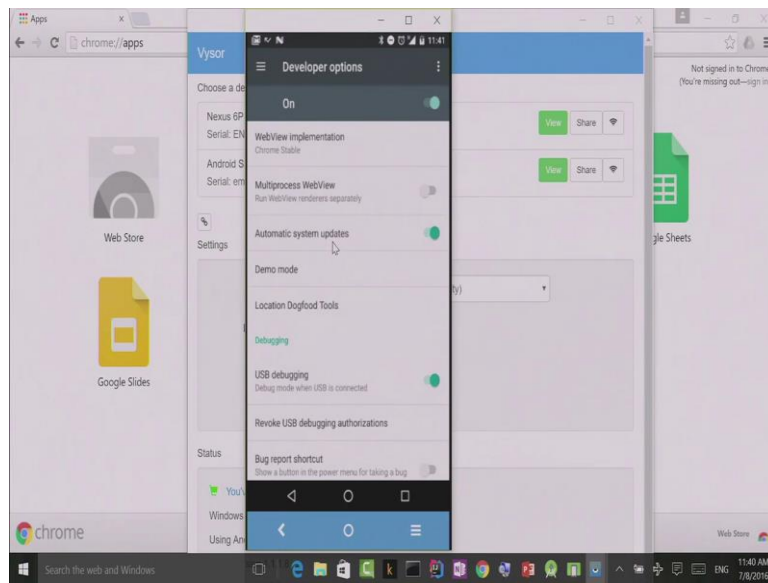 Apps
chrome://apps
Not signed in to Chrome
(You're missing out—sign in
Web Store
Google Slides
gle Sheets
chrome
Web Store
Vysor
Choose a de
Nexus 6P
Serial: EN
View
Share
Android S
Serial: em
View
Share
Settings
ty)
Status
You'
Windows
Using An
11:41
Developer options
On
WebView implementation
Chrome Stable
Multiprocess WebView
Run WebView renderers separately
Automatic system updates
Demo mode
Location Dogfood Tools
Debugging
USB debugging
Debug mode when USB is connected
Revoke USB debugging authorizations
Bug report shortcut
Show a button in the power menu for taking a bug
Search the web and Windows
ENG
11:40 AM
7/8/2016